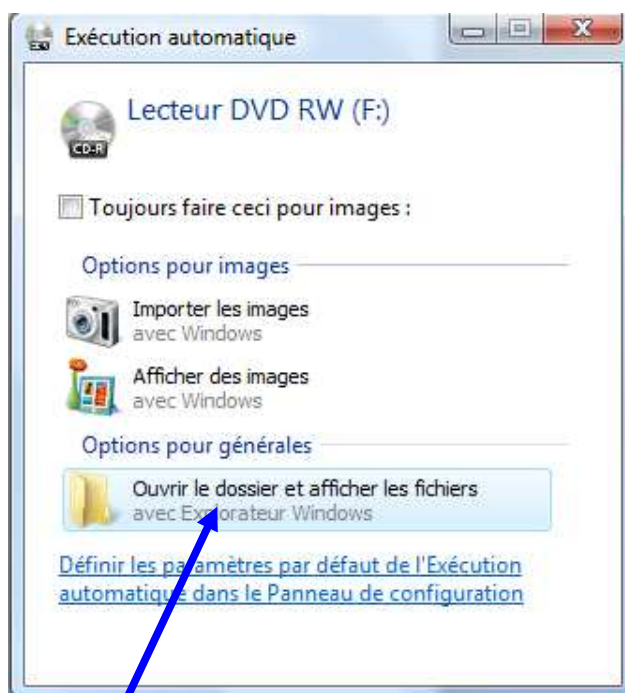 Exécution automatique
Lecteur DVD RW (F:)
CD-R
Toujours faire ceci pour images :
Options pour images
Importer les images
avec Windows
Afficher des images
avec Windows
Options pour générales
Ouvrir le dossier et afficher les fichiers
avec Explorateur Windows
Définir les paramètres par défaut de l'Exécution
automatique dans le Panneau de configuration